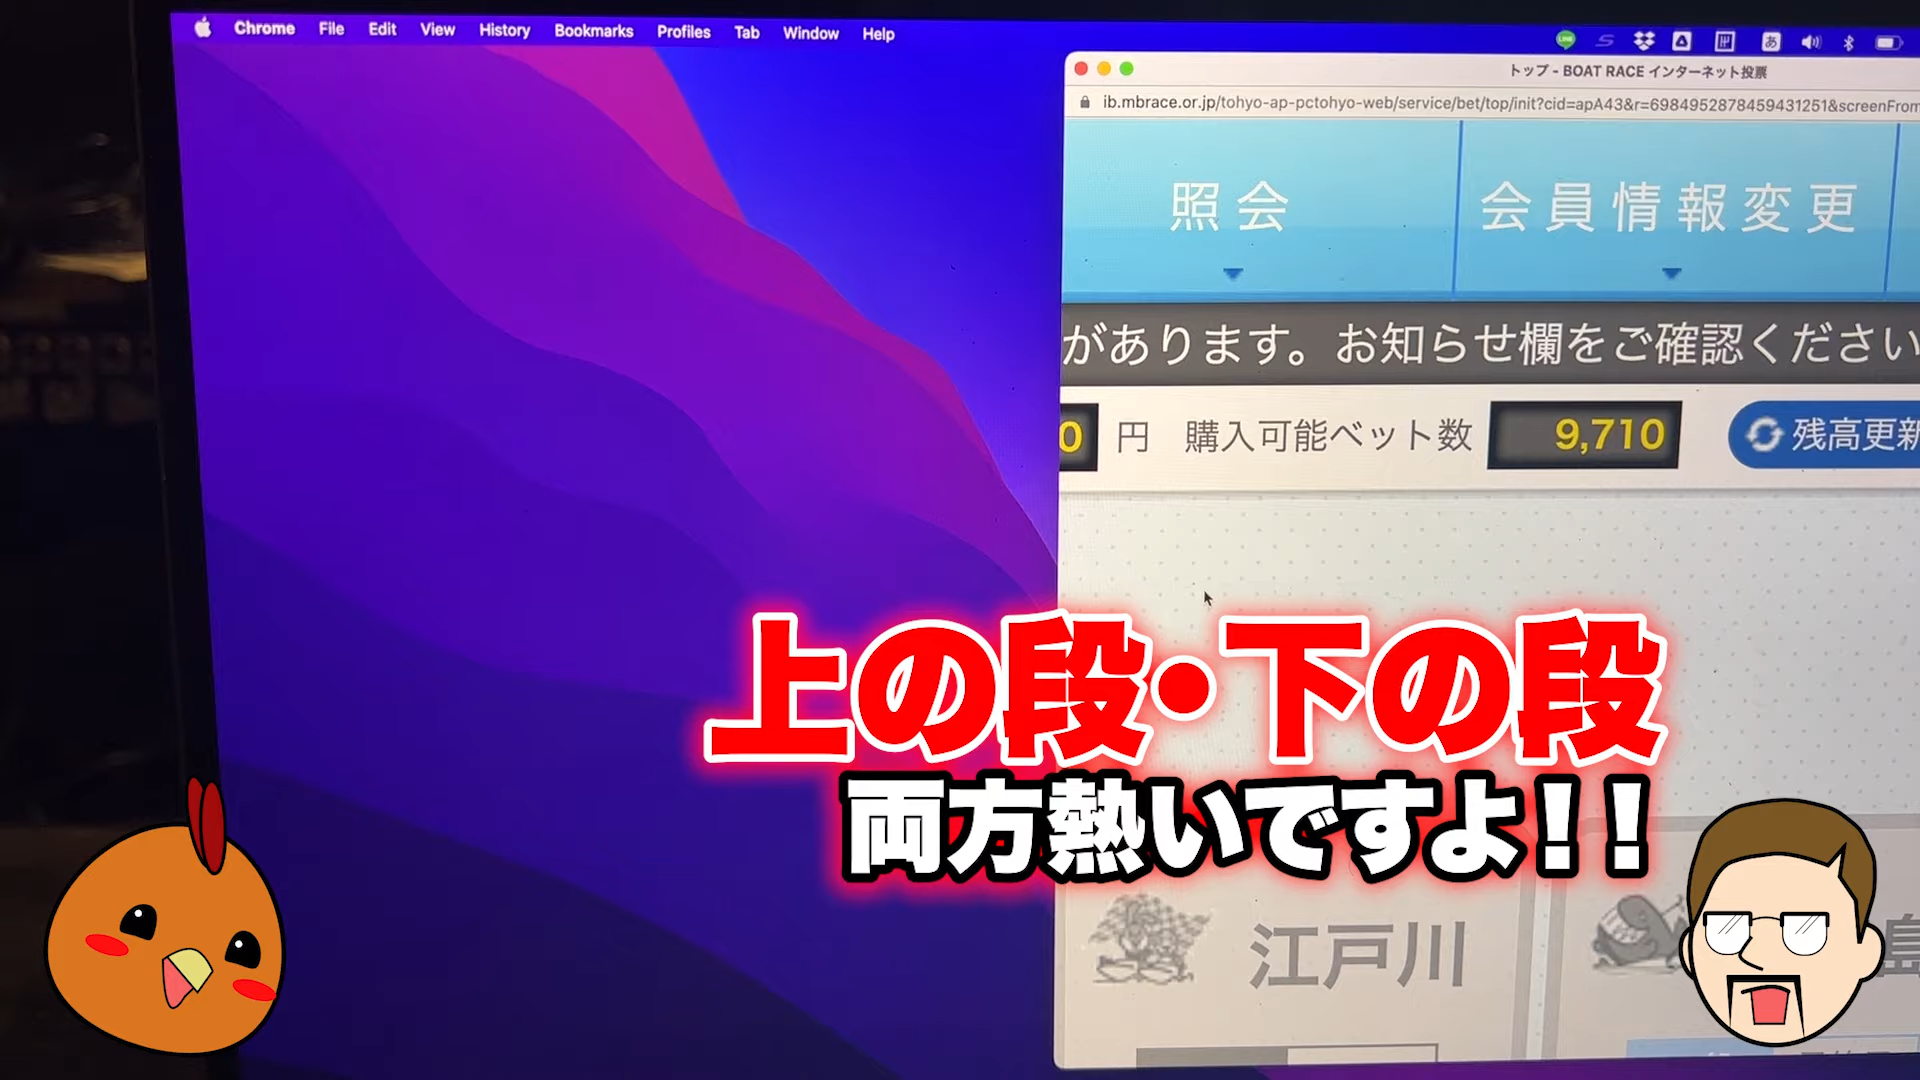 Chrome File Edit View History Bookmarks Profiles Tab Window Help
トップ - BOAT RACE インターネット投票
ib.mbrace.or.jp/tohyo-ap-pctohyo-web/service/bet/top/init?cid=apA43&r=6984952878459431251&screenFrom
照会 会員情報変更
があります。お知らせ欄をご確認ください
0 円 購入可能ベット数 9,710 残高更新
上の段・下の段
両方熱いですよ!!
江戸川 島